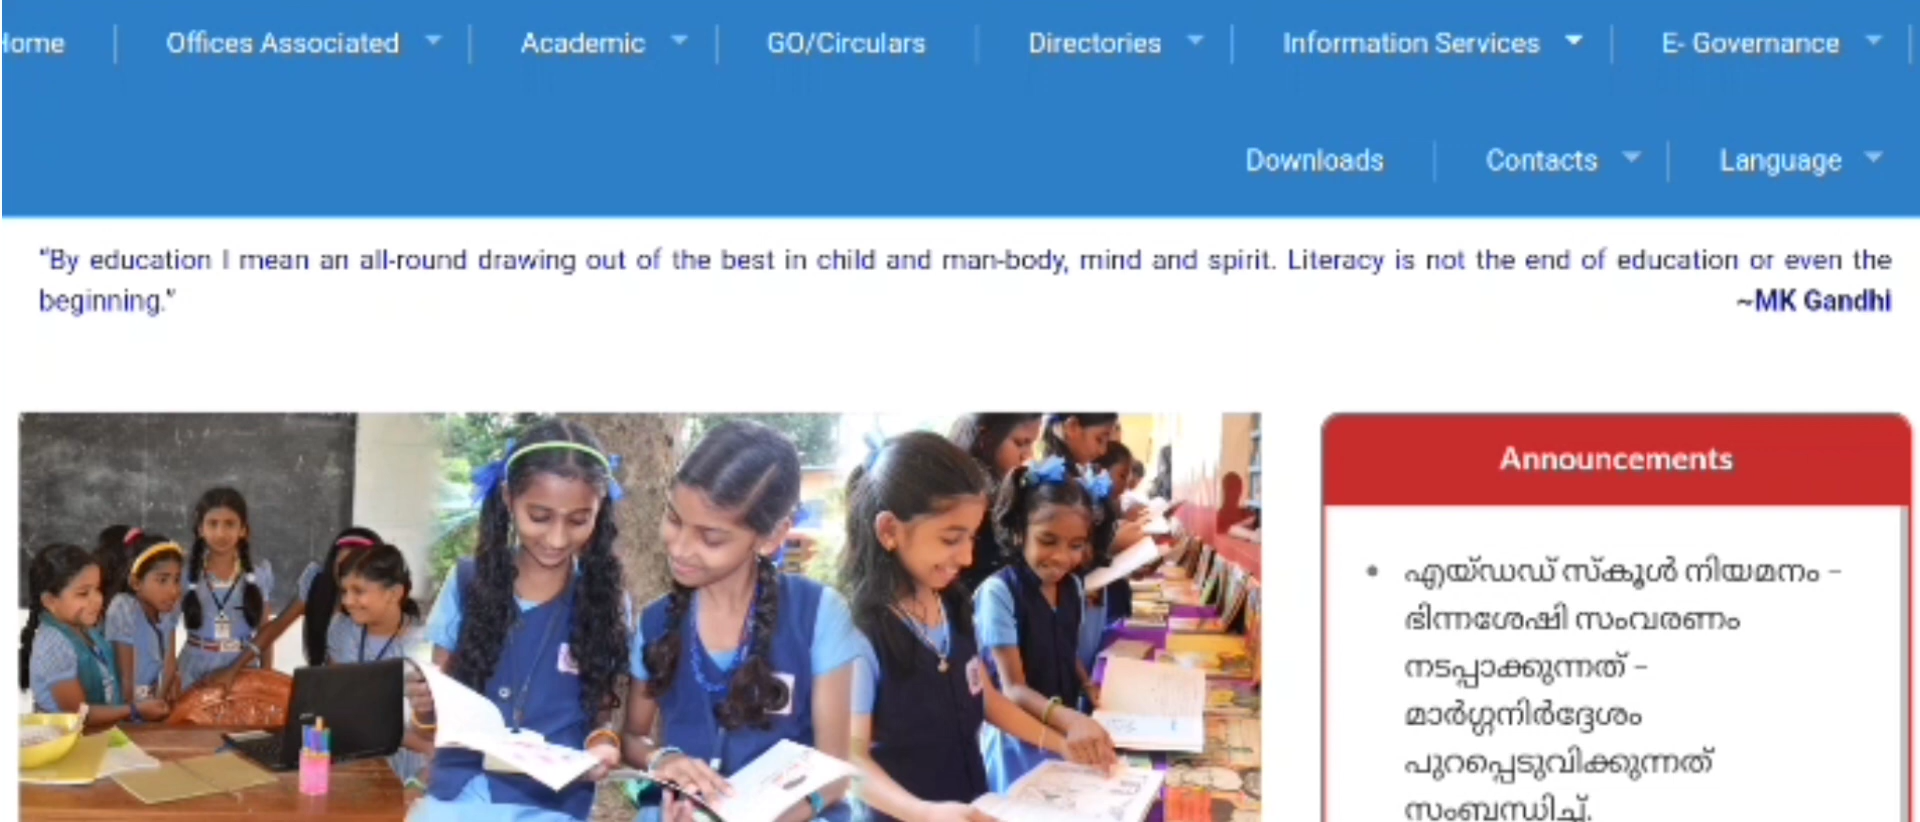 Home Offices Associated Academic GO/Circulars Directories Information Services E- Governance
Downloads Contacts Language
“By education I mean an all-round drawing out of the best in child and man-body, mind and spirit. Literacy is not the end of education or even the
beginning.” ~MK Gandhi
Announcements
എയ്ഡഡ് സ്കൂൾ നിയമനം –
ഭിന്നശേഷി സംവരണം
നടപ്പാക്കുന്നത് –
മാർഗ്ഗനിർദ്ദേശം
പുറപ്പെടുവിക്കുന്നത്
സംബന്ധിച്ച്.